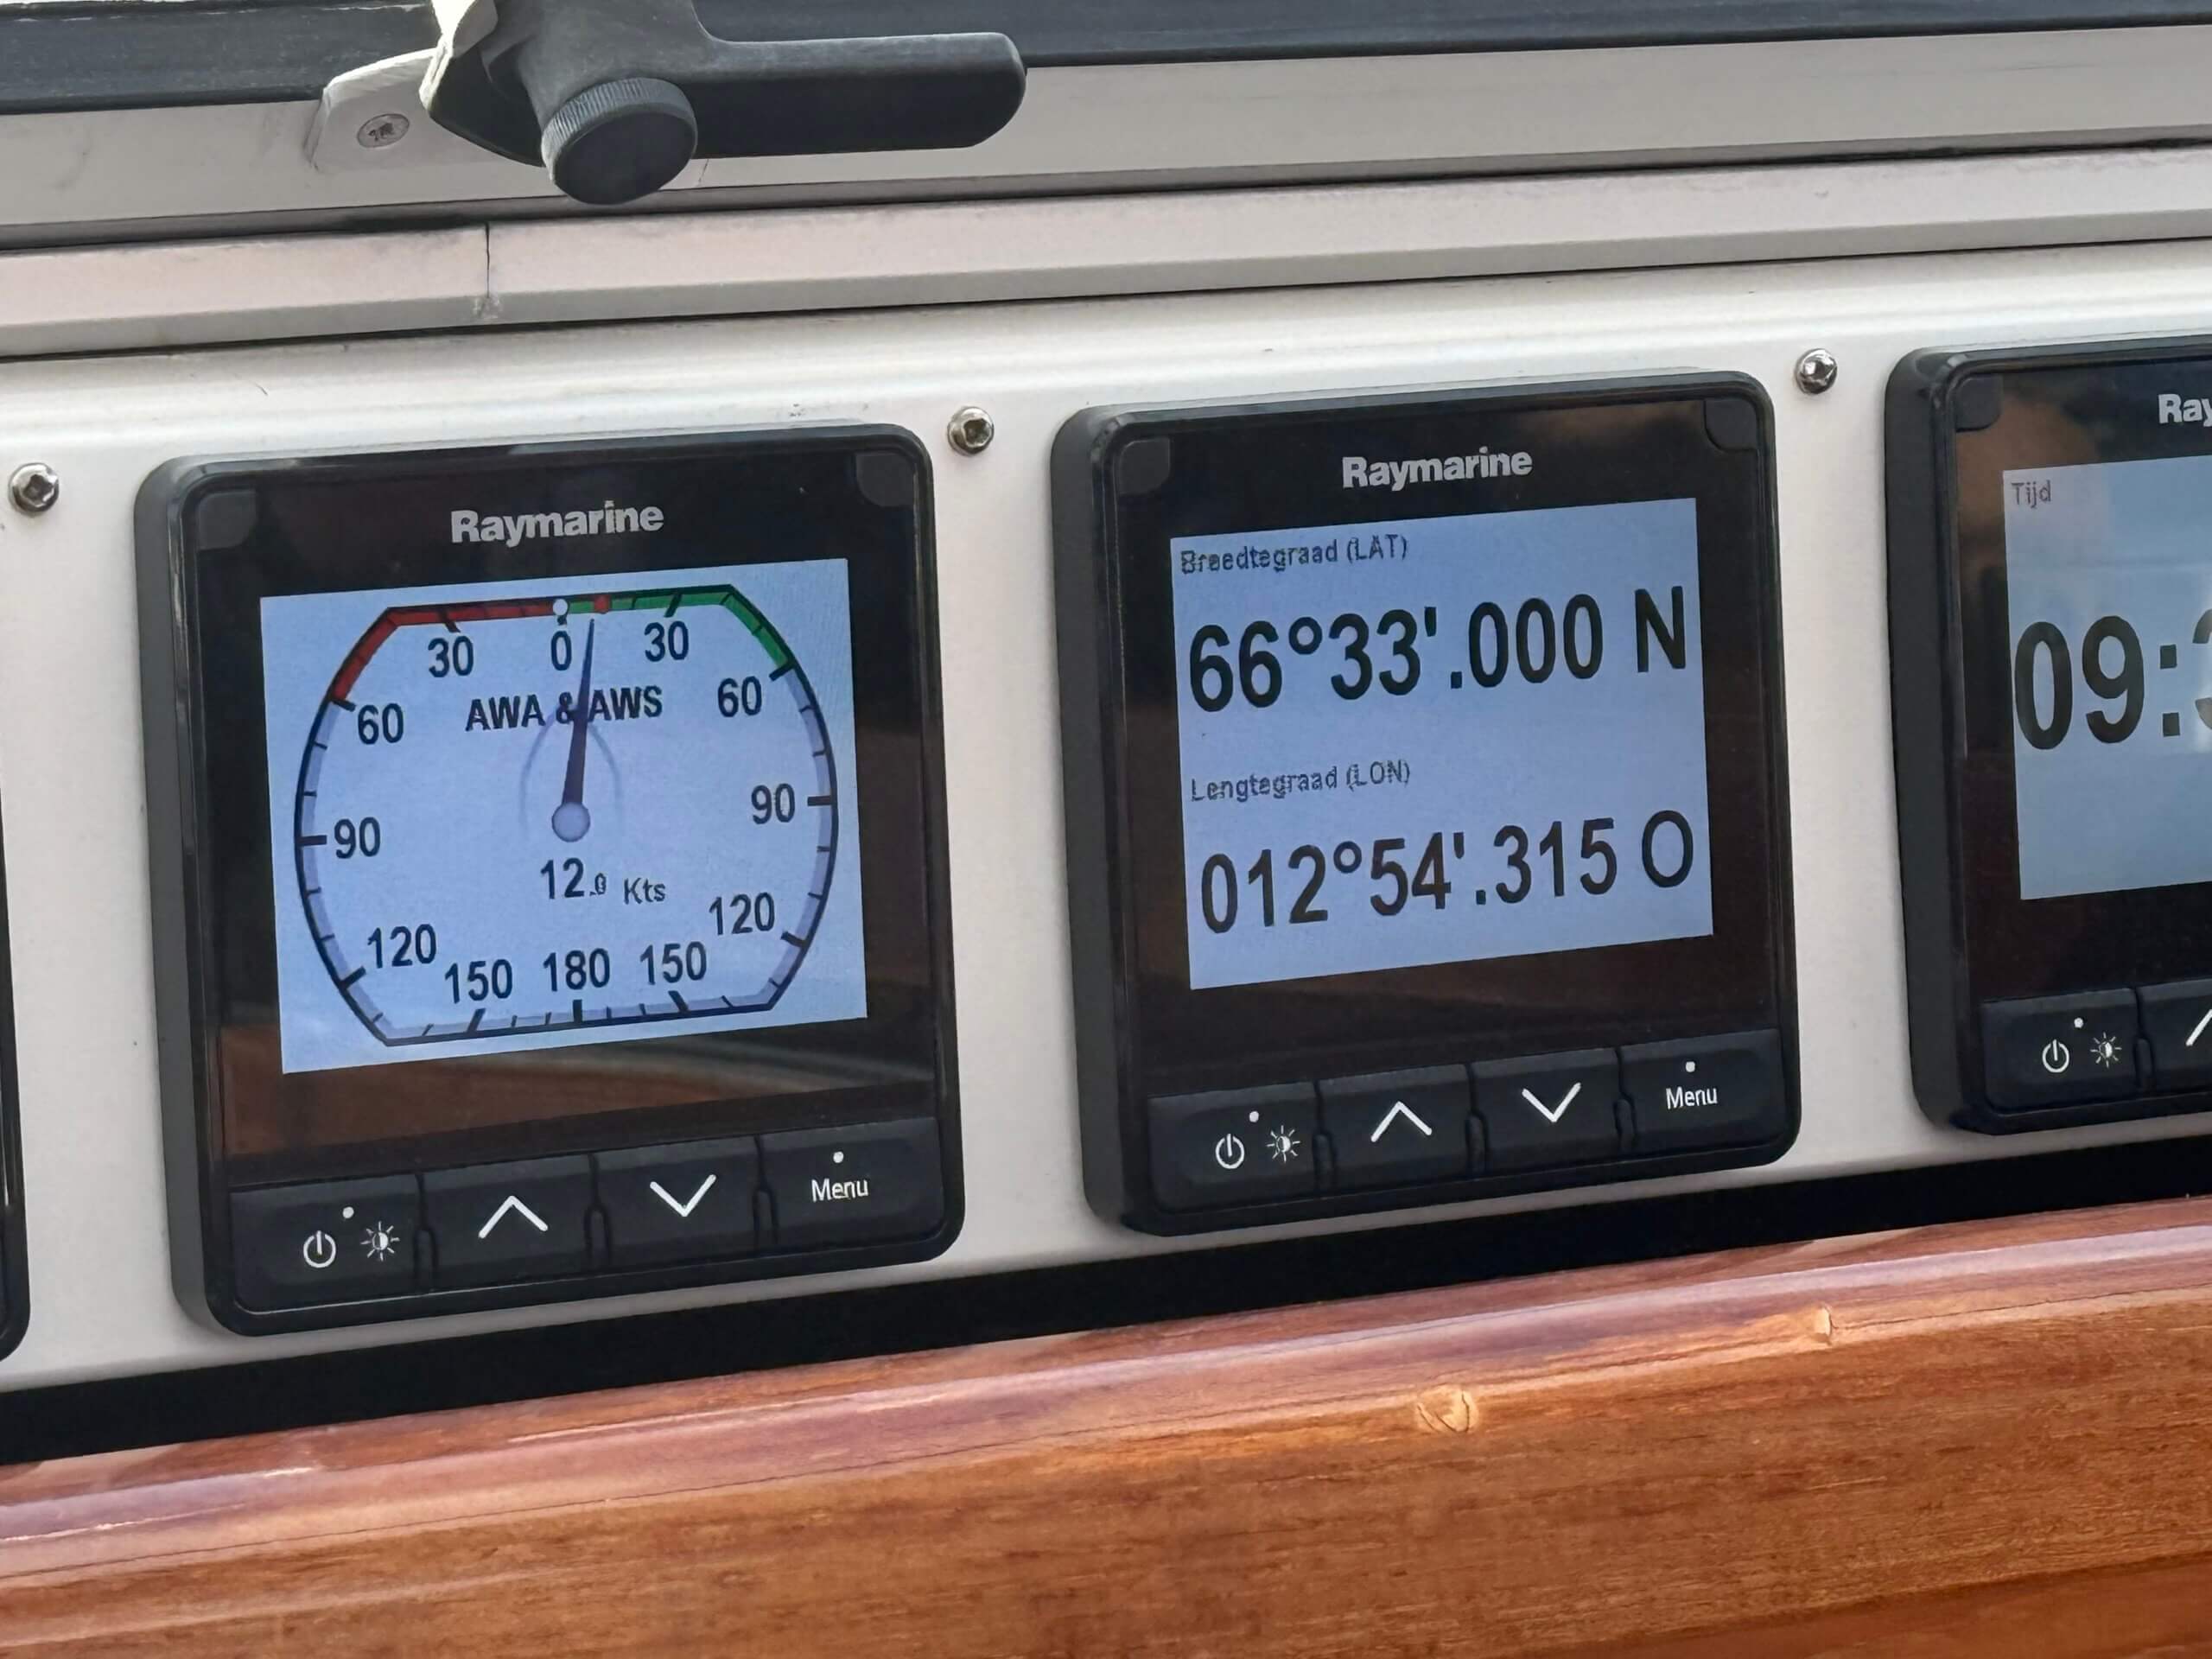 Raymarine
30 0 30
60 AWA & AWS 60
90 90
12.0 Kts
120 120
150 180 150
Menu
Raymarine
Breedtegraad (LAT)
66°33'.000 N
Lengtegraad (LON)
012°54'.315 O
Menu
Ray
Tijd
09: